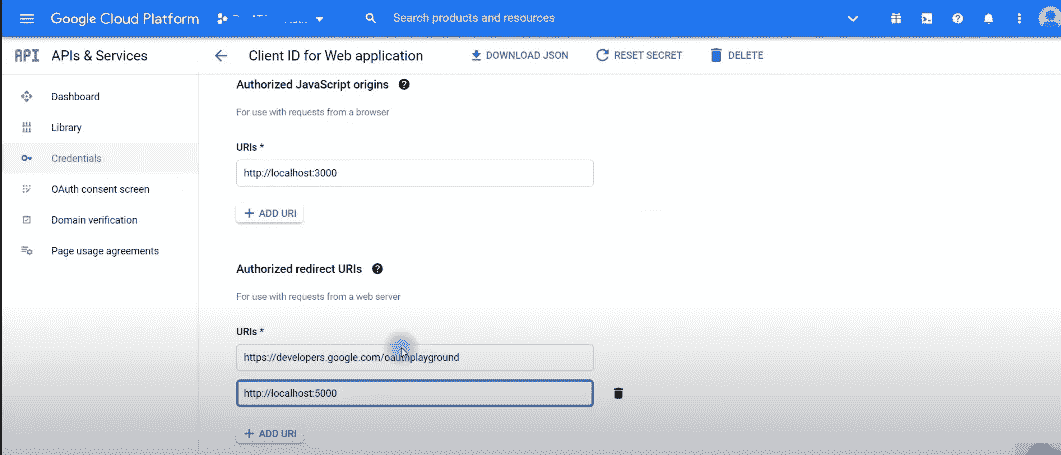 Google Cloud Platform
Search products and resources
API APIs & Services
Client ID for Web application
DOWNLOAD JSON
RESET SECRET
DELETE
Dashboard
Library
Credentials
OAuth consent screen
Domain verification
Page usage agreements
Authorized JavaScript origins
For use with requests from a browser
URIs *
http://localhost:3000
+ ADD URI
Authorized redirect URIs
For use with requests from a web server
URIs *
https://developers.google.com/oauthplayground
http://localhost:5000
+ ADD URI